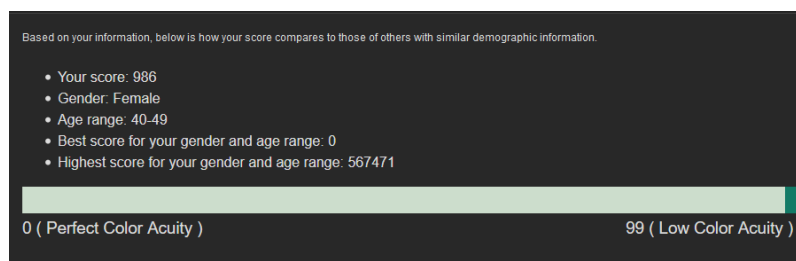 Based on your information, below is how your score compares to those of others with similar demographic information.
• Your score: 986
• Gender: Female
• Age range: 40-49
• Best score for your gender and age range: 0
• Highest score for your gender and age range: 567471
0 ( Perfect Color Acuity ) 99 ( Low Color Acuity )